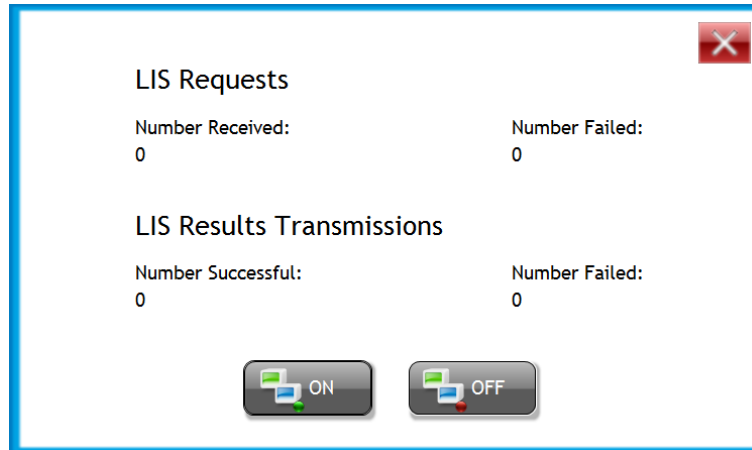 LIS Requests
Number Received: Number Failed:
0 0
LIS Results Transmissions
Number Successful: Number Failed:
0 0
ON OFF